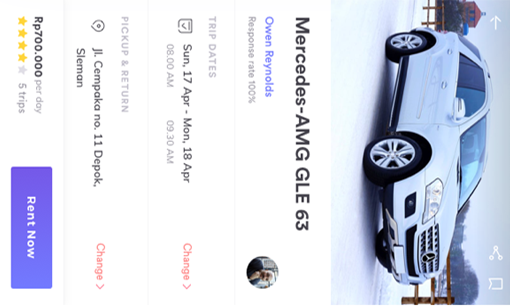 Mercedes-AMG GLE 63
Owen Reynolds
Response rate 100%
TRIP DATES
Sun, 17 Apr - Mon, 18 Apr
08.00 AM 09.30 AM
Change >
PICKUP & RETURN
Jl. Cempaka no. 11 Depok,
Sleman
Change >
Rp700.000 per day
5 trips
Rent Now